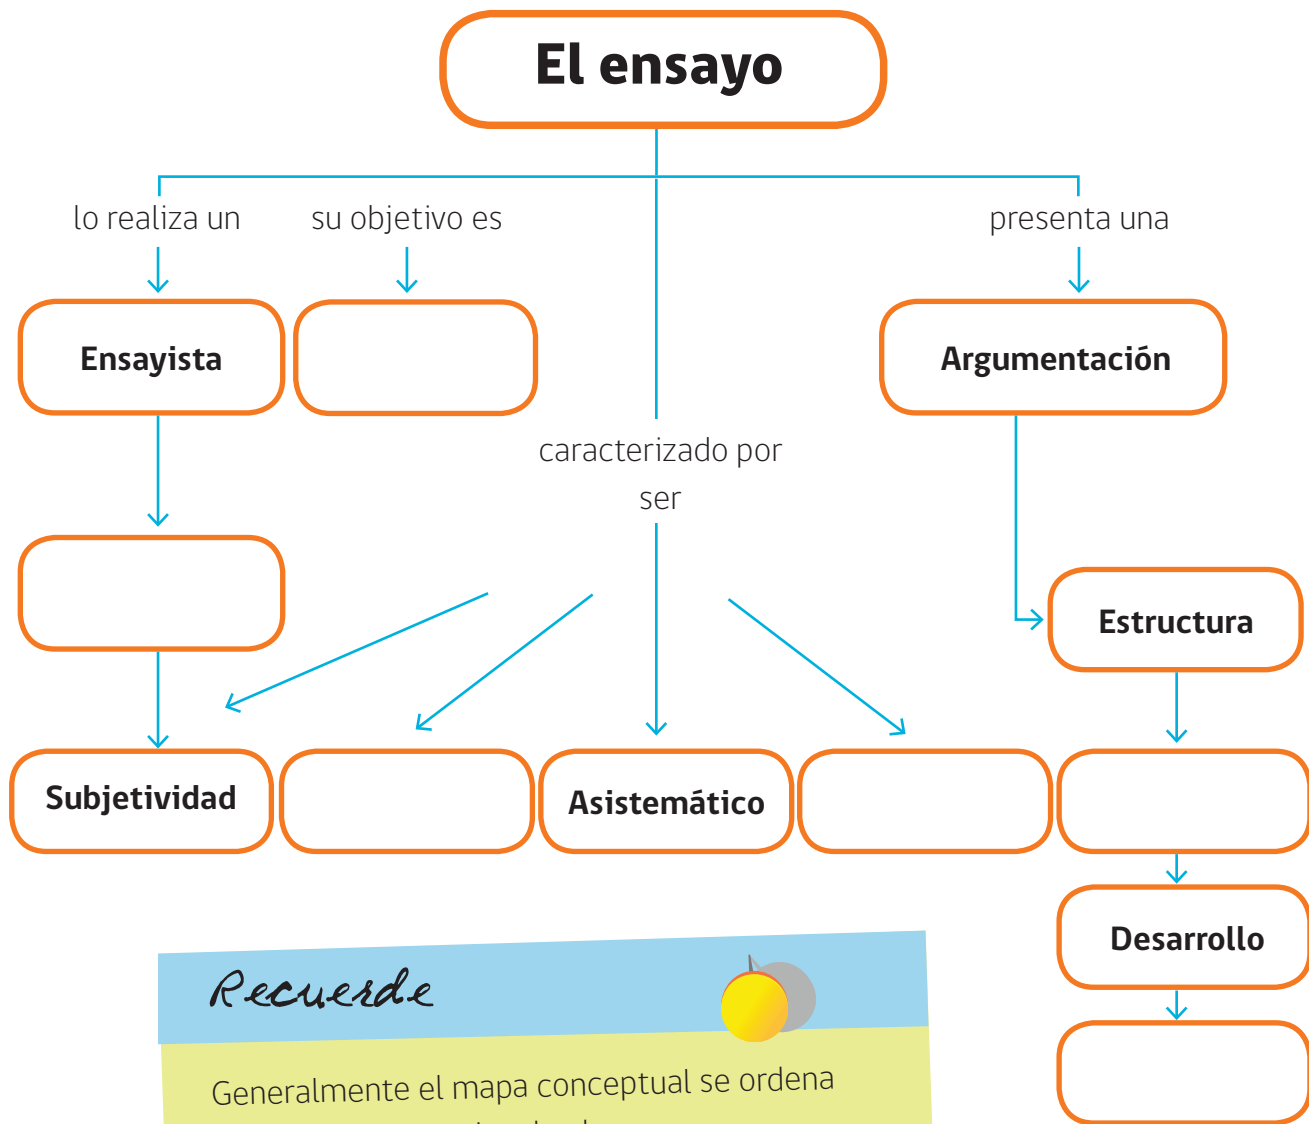 El ensayo
lo realiza un
su objetivo es
presenta una
Ensayista
Argumentación
caracterizado por
ser
Estructura
Subjetividad
Asistemático
Desarrollo
Recuerde
Generalmente el mapa conceptual se ordena